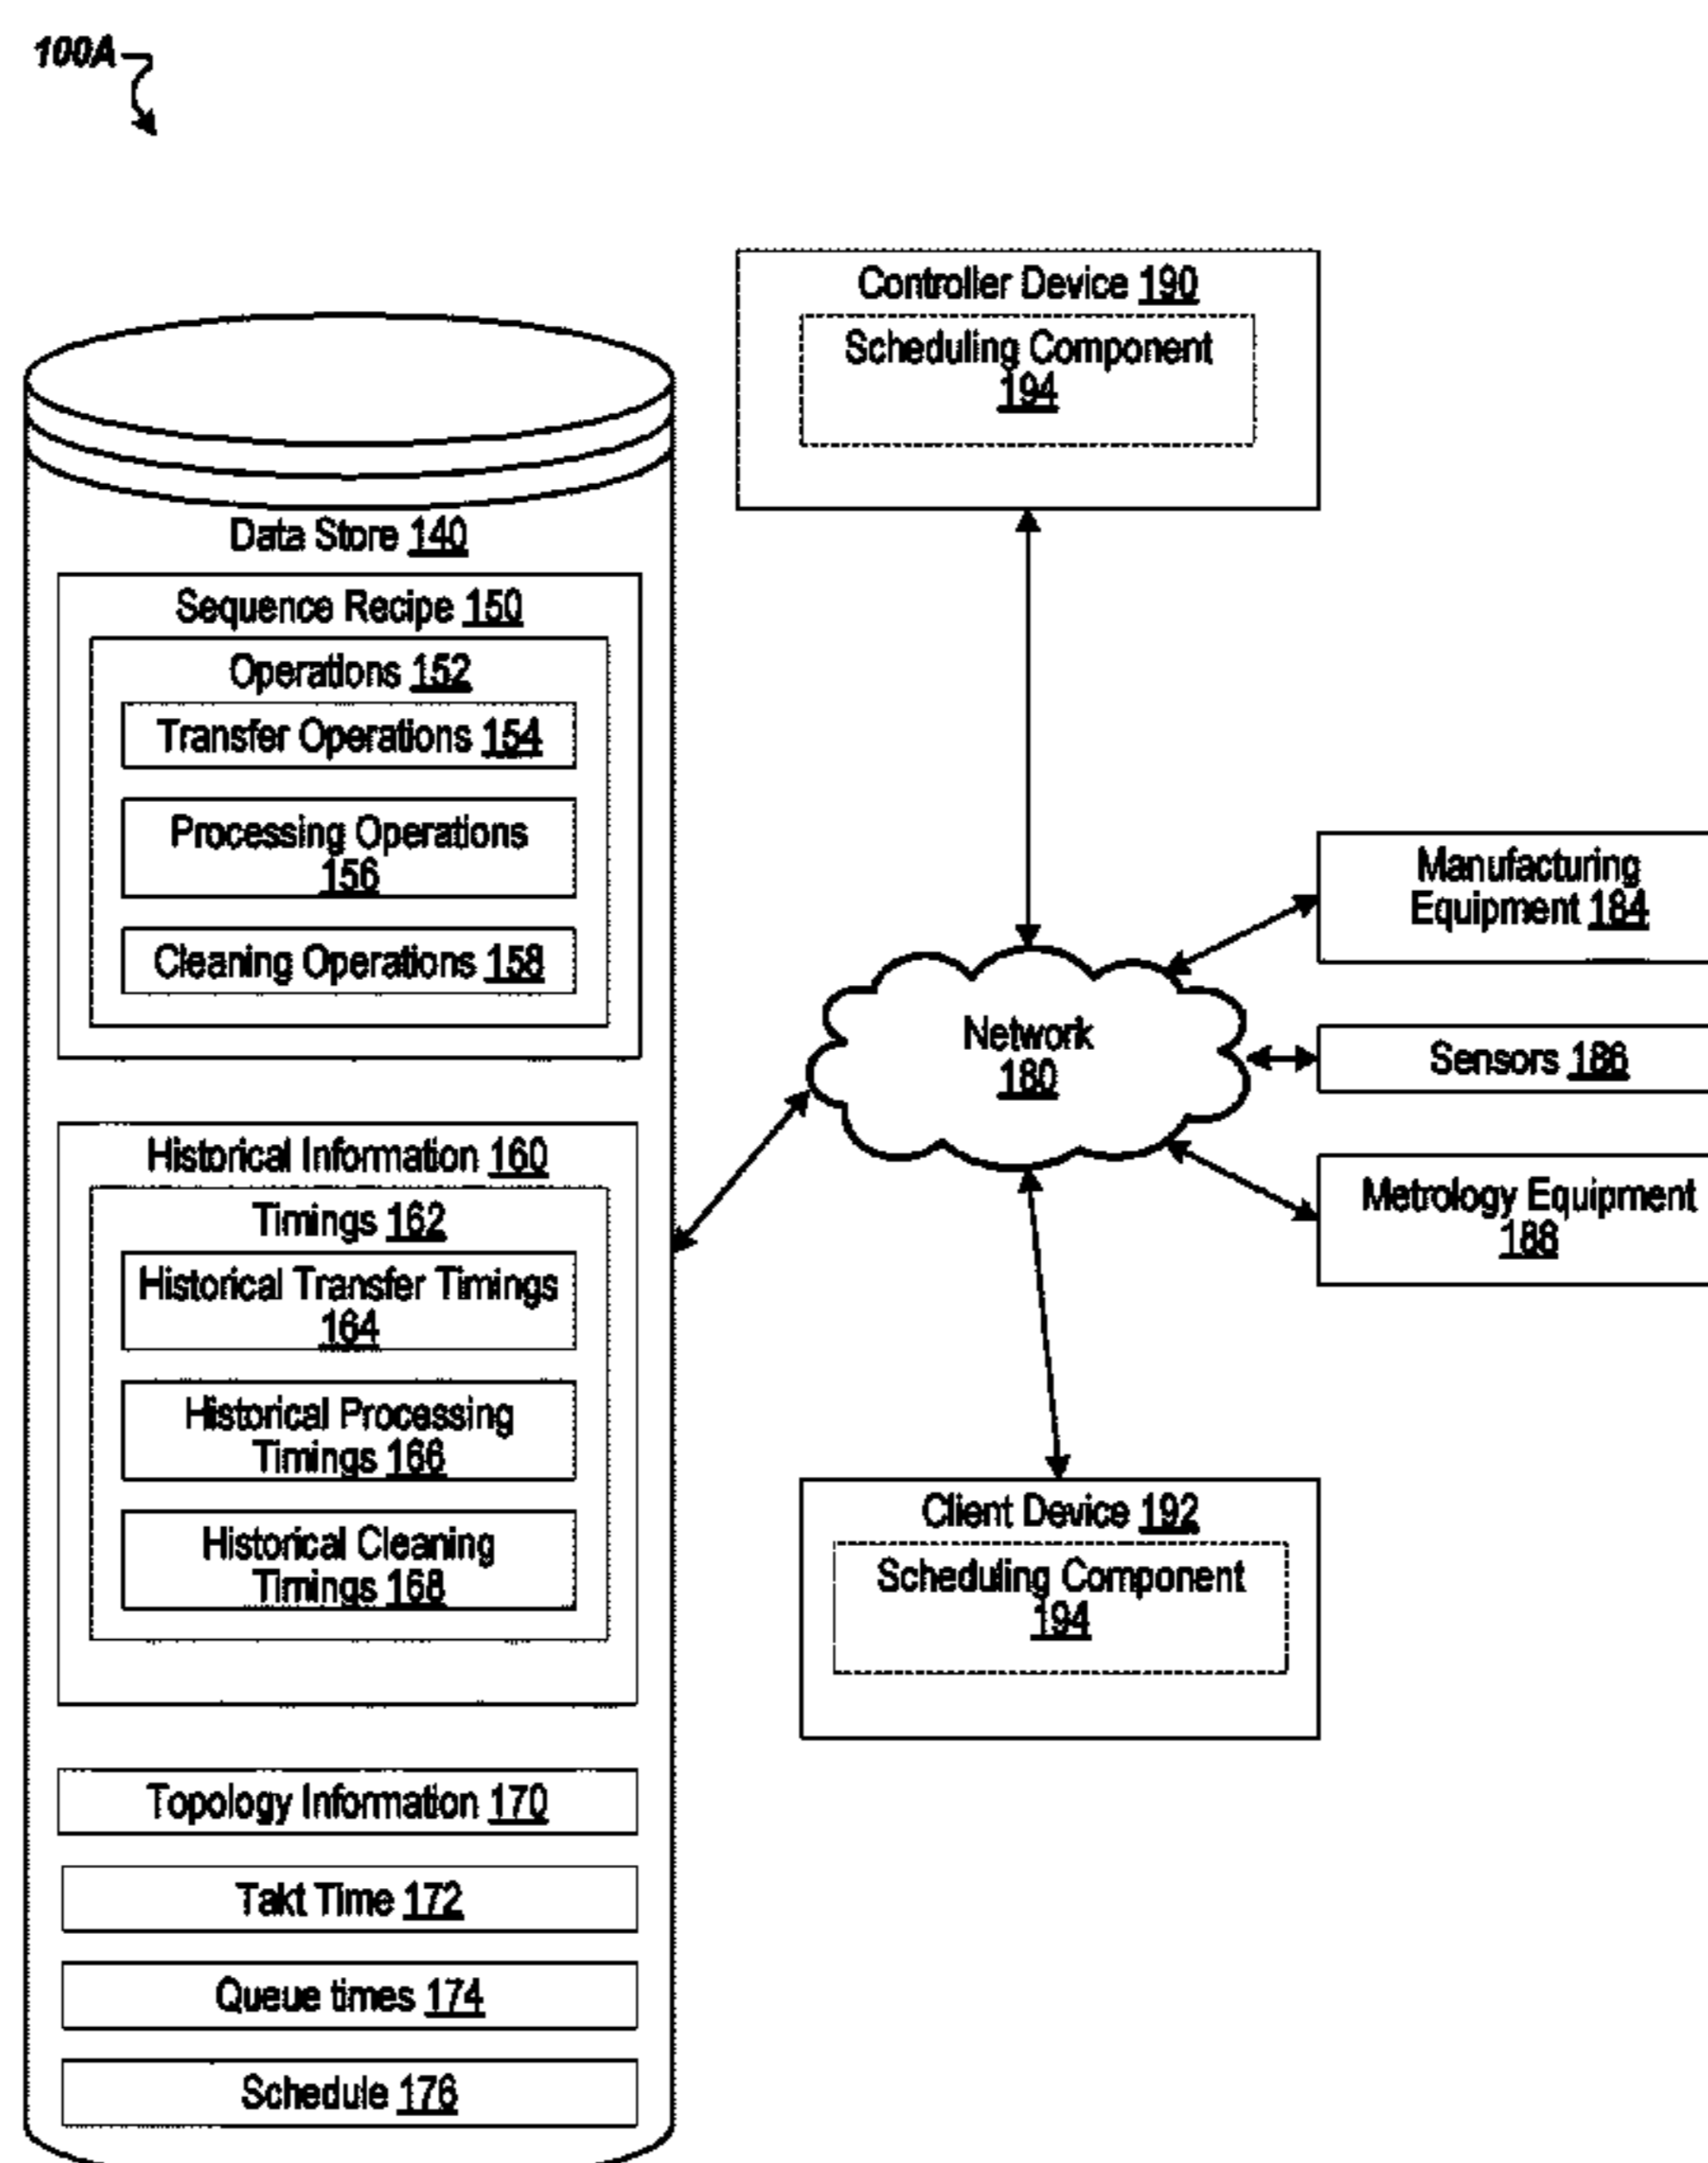 100A
Controller Device 190
Scheduling Component
194
Data Store 140
Sequence Recipe 150
Operations 152
Transfer Operations 154
Processing Operations
156
Cleaning Operations 158
Historical Information 160
Timings 162
Historical Transfer Timings
164
Historical Processing
Timings 166
Historical Cleaning
Timings 168
Topology Information 170
Takt Time 172
Queue times 174
Schedule 176
Network
180
Manufacturing
Equipment 184
Sensors 186
Metrology Equipment
188
Client Device 192
Scheduling Component
194